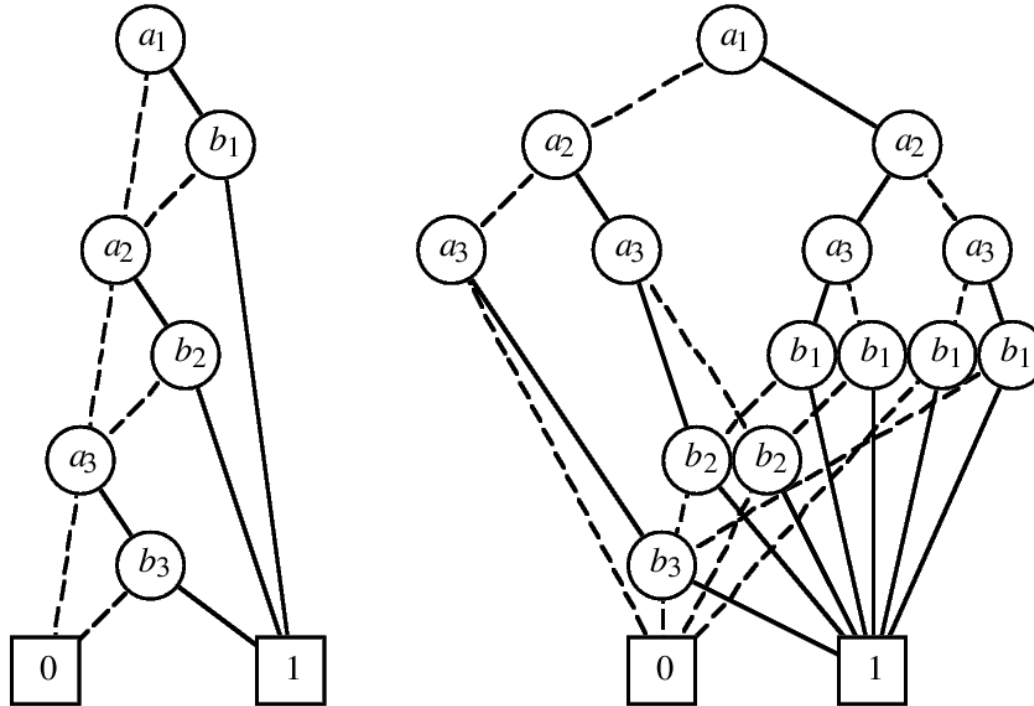 a1 a1
b1 a2 a2
a2 a3 a3 a3 a3
b2 b1 b1 b1 b1
a3 b2 b2
b3 b3
0 1 0 1